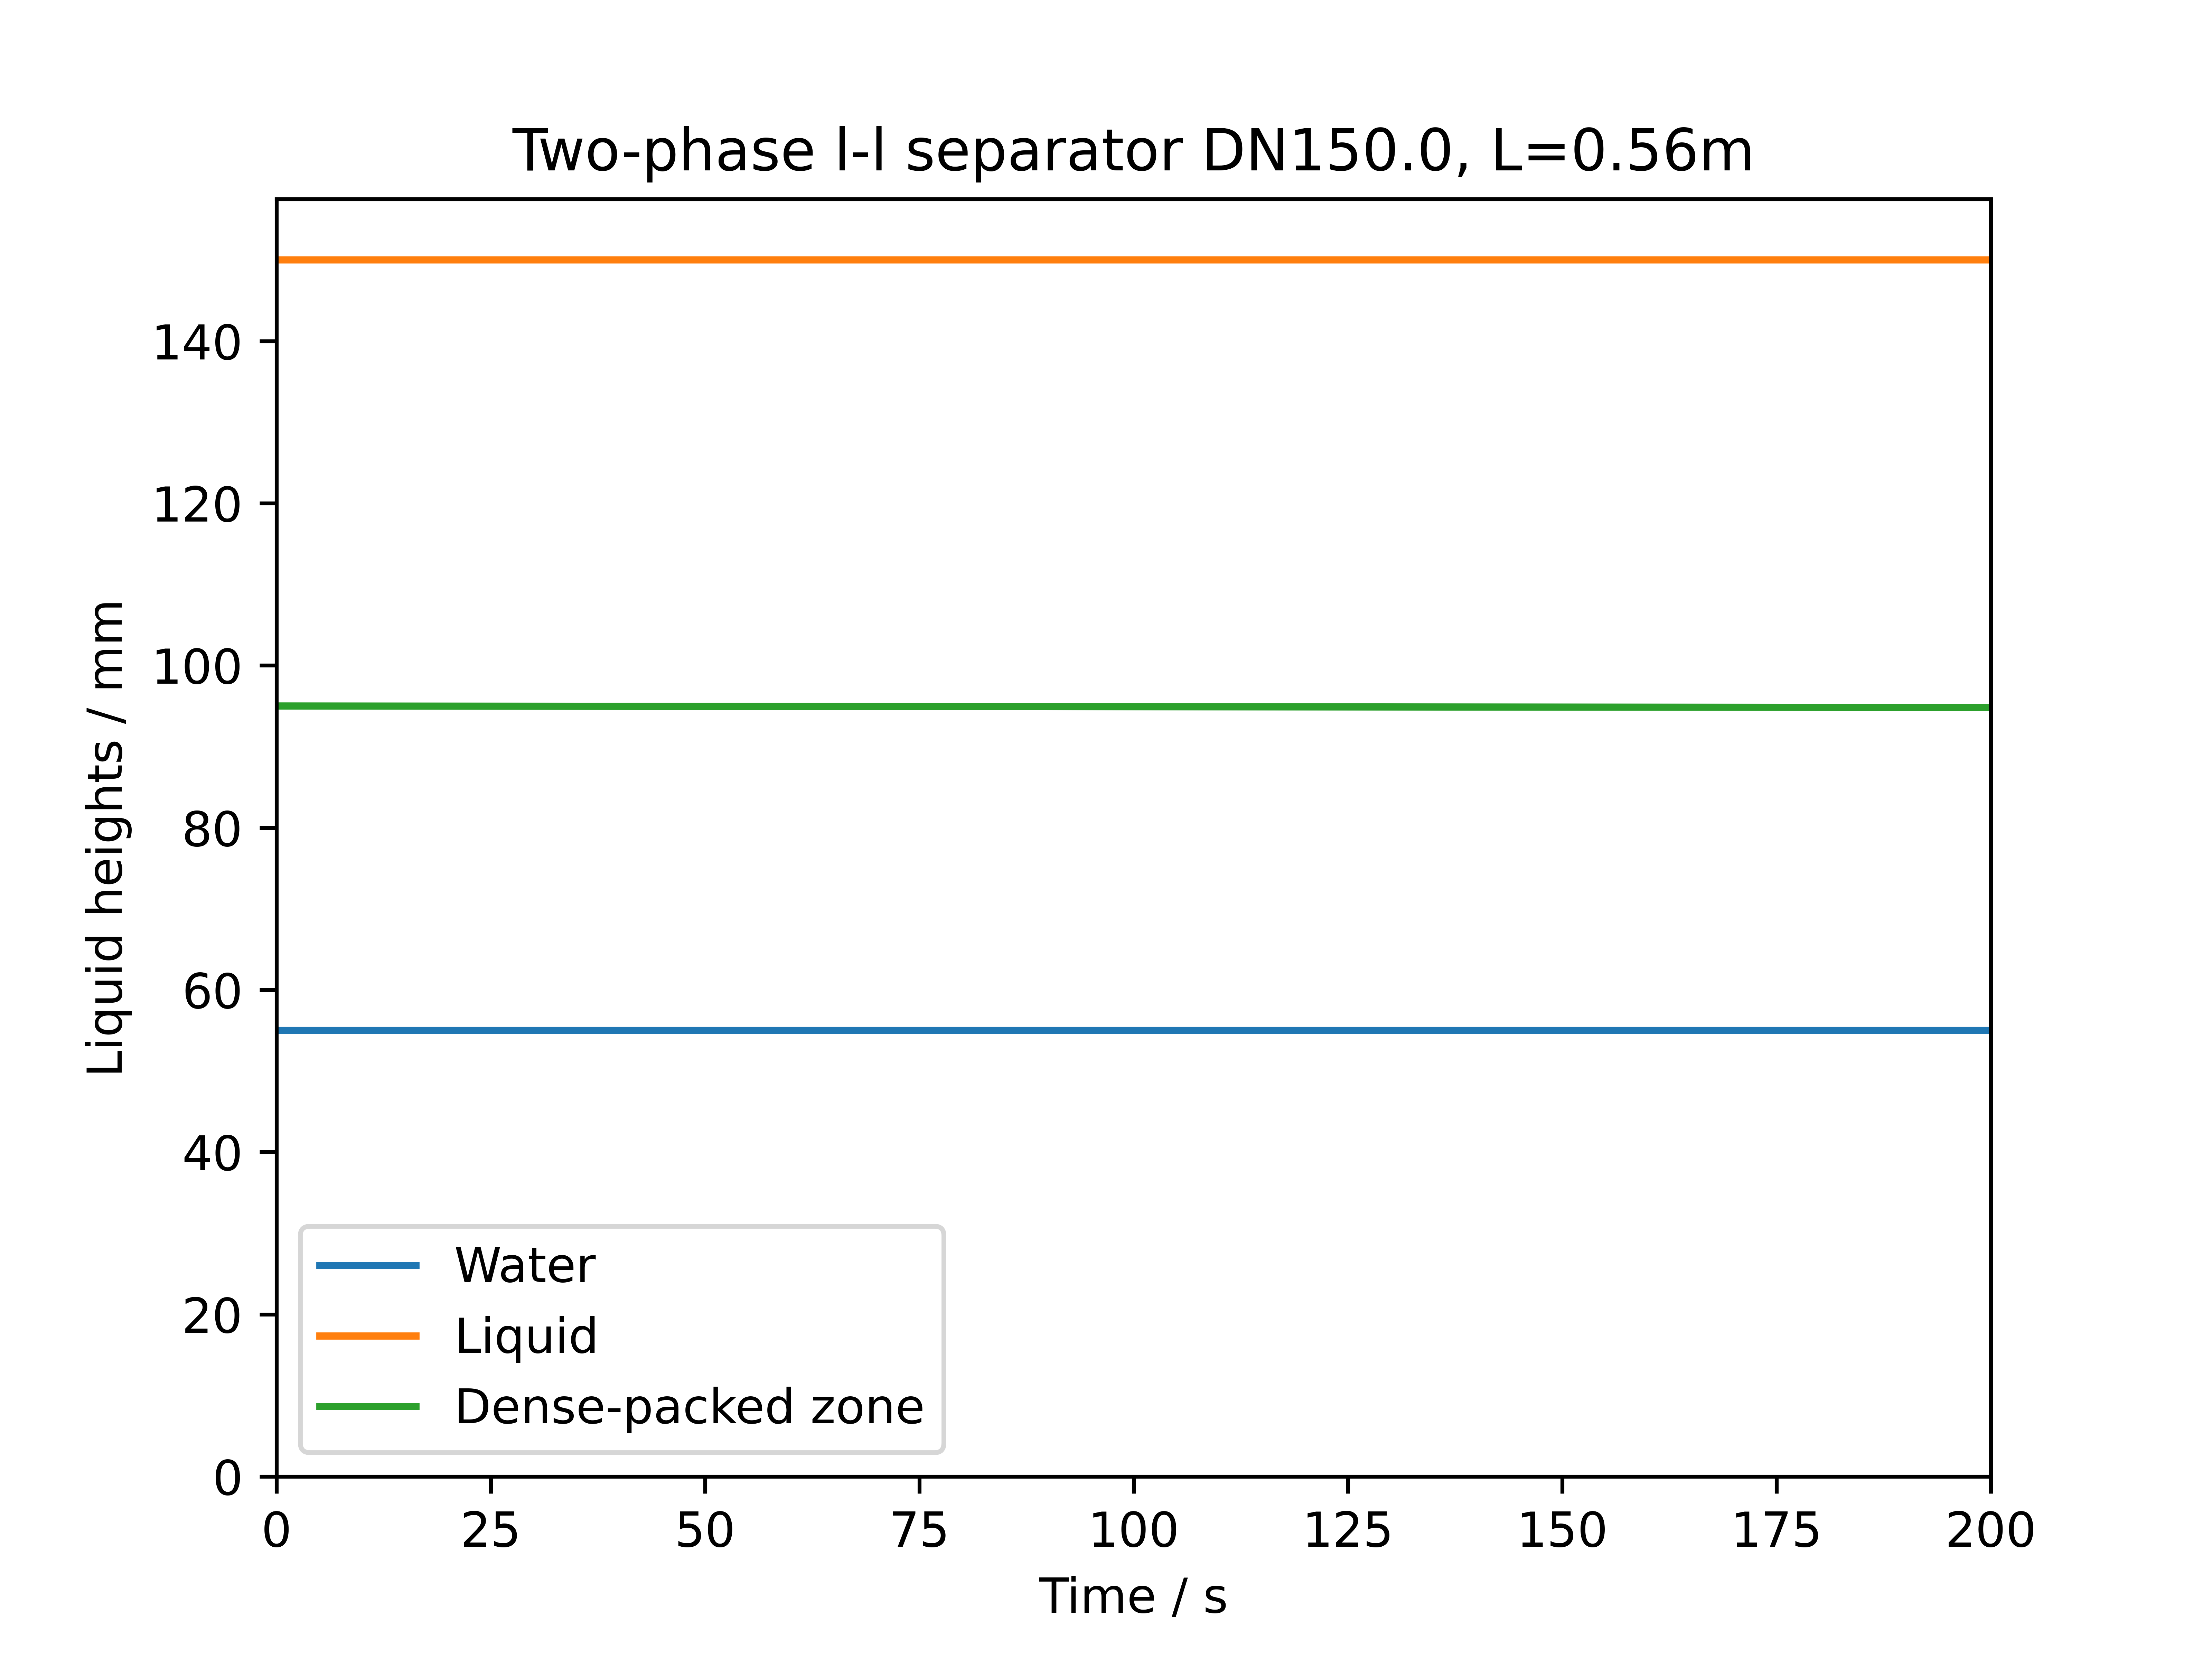 Two-phase l-l separator DN150.0, L=0.56m
Liquid heights / mm
140
120
100
80
60
40
20
0
Water
Liquid
Dense-packed zone
0 25 50 75 100 125 150 175 200
Time / s